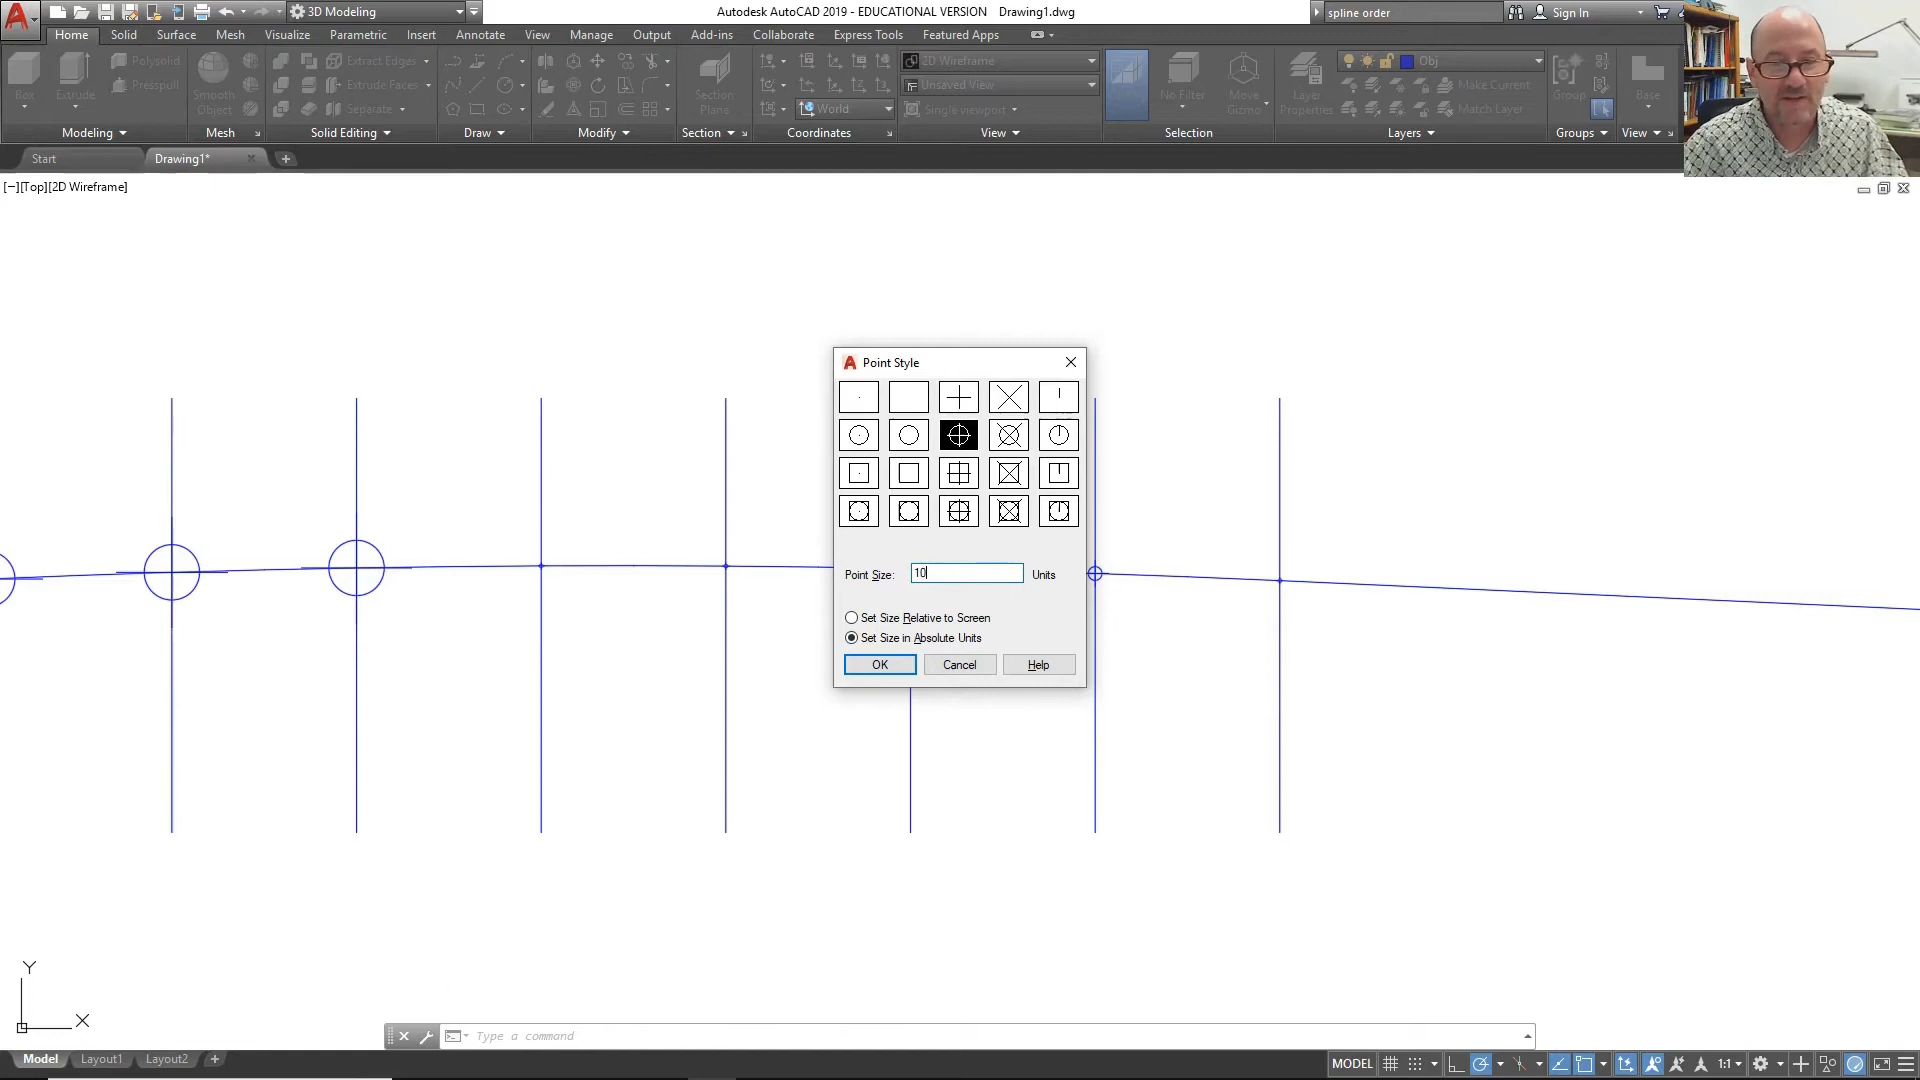 3D Modeling
Autodesk AutoCAD 2019 - EDUCATIONAL VERSION Drawing1.dwg
spline order
Sign In
Home Solid Surface Mesh Visualize Parametric Insert Annotate View Manage Output Add-ins Collaborate Express Tools Featured Apps
Box
Extrude
Polysolid
Presspull
Smooth
Object
Extract Edges
Extrude Faces
Separate
Section
Plane
World
2D Wireframe
Unsaved View
Single viewport
No Filter
Move
Gizmo
Layer
Properties
Obj
Make Current
Match Layer
Group
Base
Modeling Mesh Solid Editing Draw Modify Section Coordinates View Selection Layers Groups View
Start Drawing1*
[−][Top][2D Wireframe]
Point Style
Point Size: 10 Units
Set Size Relative to Screen
Set Size in Absolute Units
OK Cancel Help
Y
X
Type a command
Model Layout1 Layout2
MODEL 1:1